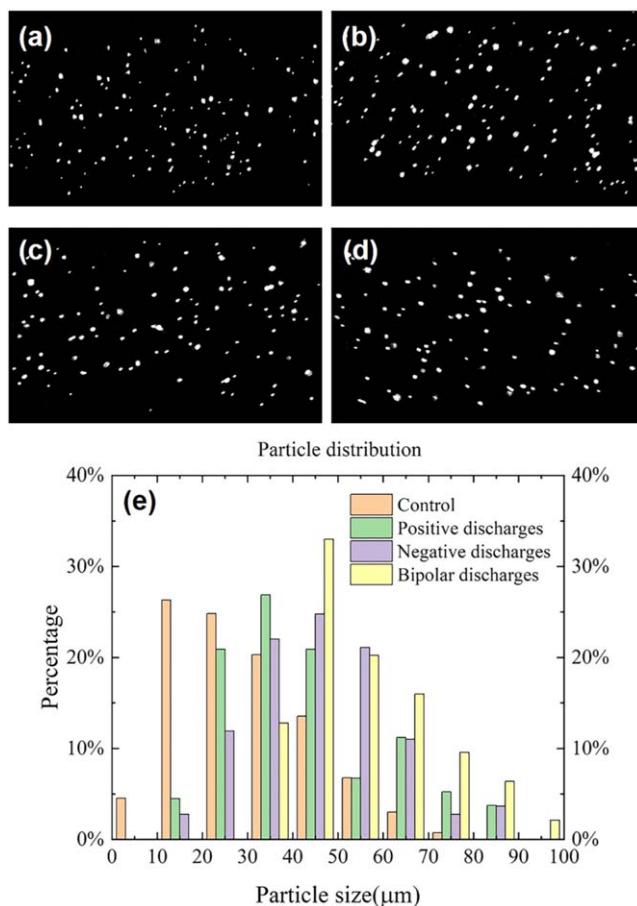 (a)
(b)
(c)
(d)
Particle distribution
40% 40%
(e)
Control
Positive discharges
Negative discharges
Bipolar discharges
30% 30%
20% 20%
10% 10%
0% 0%
Percentage
0 10 20 30 40 50 60 70 80 90 100
Particle size(μm)